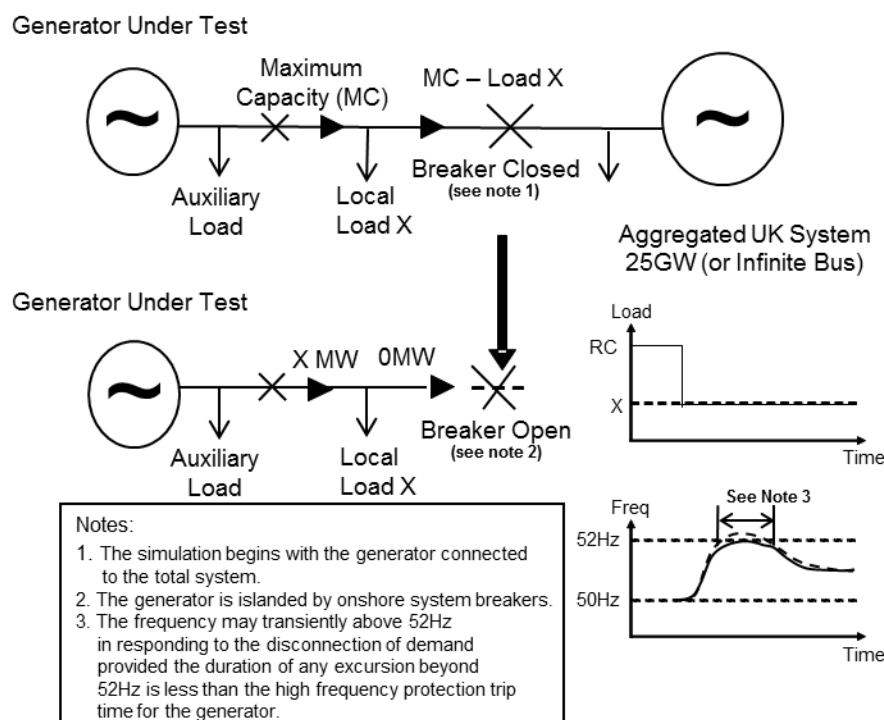 Generator Under Test
Maximum
Capacity (MC)
MC – Load X
Auxiliary
Load
Local
Load X
Breaker Closed
(see note 1)
Aggregated UK System
25GW (or Infinite Bus)
Generator Under Test
X MW
0MW
Auxiliary
Load
Local
Load X
Breaker Open
(see note 2)
Load
RC
X
Time
Freq
See Note 3
52Hz
50Hz
Time
Notes:
1. The simulation begins with the generator connected
to the total system.
2. The generator is islanded by onshore system breakers.
3. The frequency may transiently above 52Hz
in responding to the disconnection of demand
provided the duration of any excursion beyond
52Hz is less than the high frequency protection trip
time for the generator.